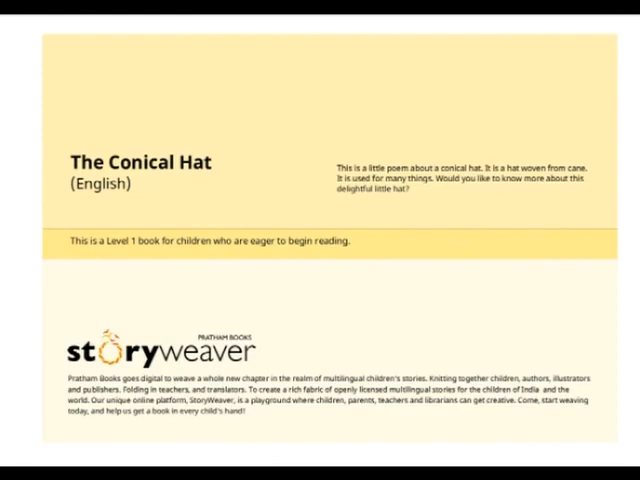 The Conical Hat
(English)
This is a little poem about a conical hat. It is a hat woven from cane.
It is used for many things. Would you like to know more about this
delightful little hat?
This is a Level 1 book for children who are eager to begin reading.
PRATHAM BOOKS
storyweaver
Pratham Books goes digital to weave a whole new chapter in the realm of multilingual children's stories. Knitting together children, authors, illustrators
and publishers. Folding in teachers, and translators. To create a rich fabric of openly licensed multilingual stories for the children of India and the
world. Our unique online platform, StoryWeaver, is a playground where children, parents, teachers and librarians can get creative. Come, start weaving
today, and help us get a book in every child's hand!